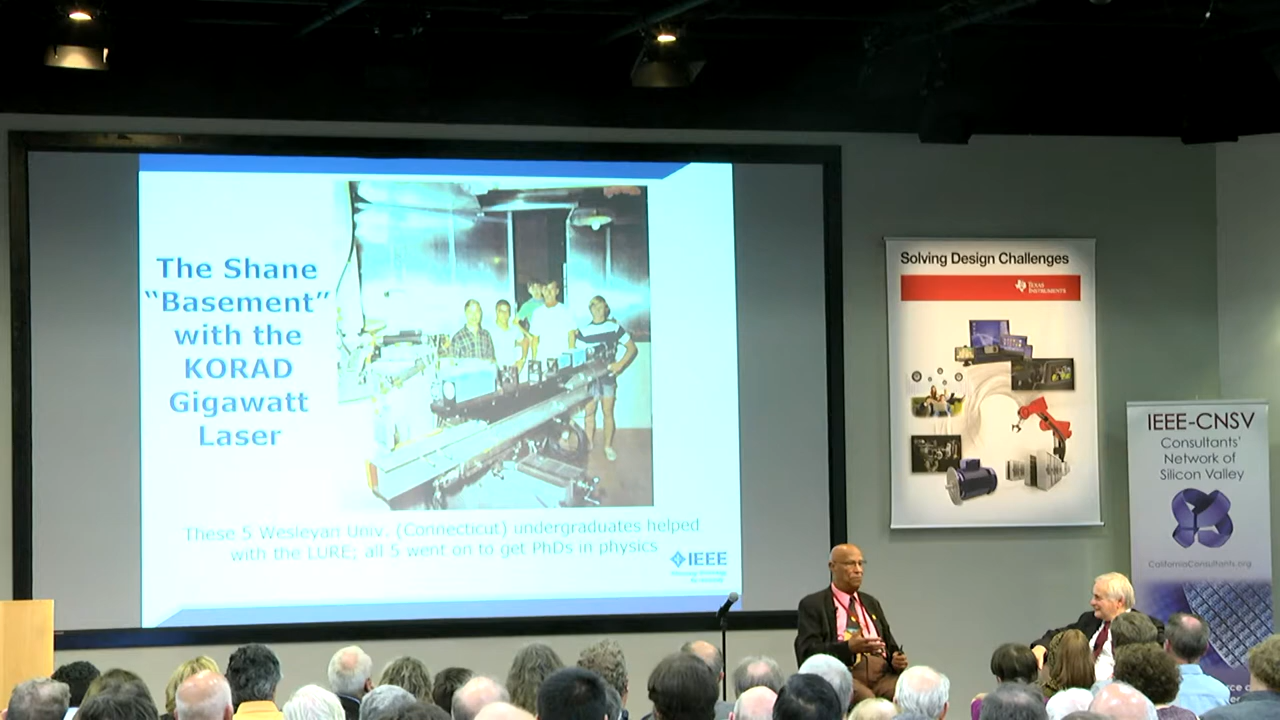 The Shane
“Basement”
with the
KORAD
Gigawatt
Laser
These 5 Wesleyan Univ. (Connecticut) undergraduates helped
with the LURE; all 5 went on to get PhDs in physics
IEEE
Solving Design Challenges
TEXAS
INSTRUMENTS
IEEE-CNSV
Consultants'
Network of
Silicon Valley
CaliforniaConsultants.org